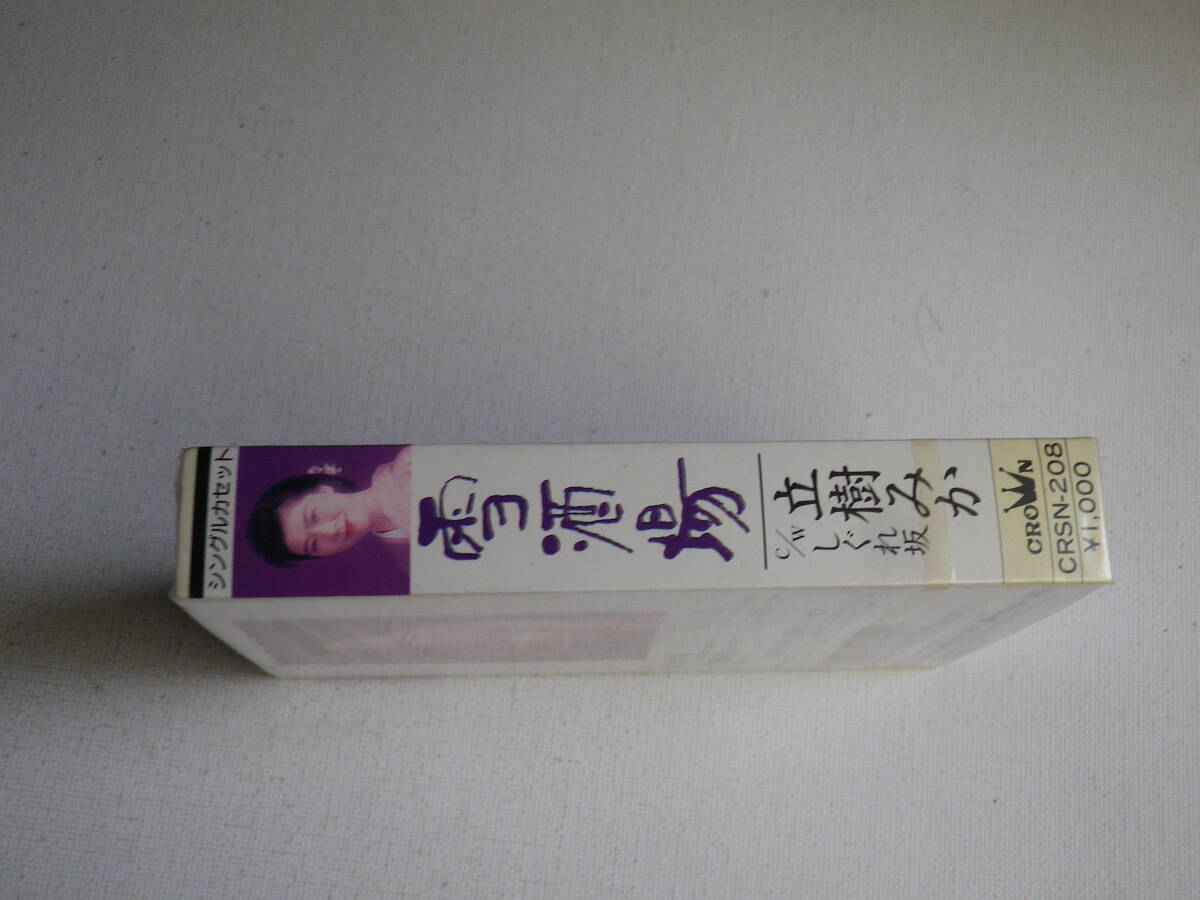 シングルカセット
雪酒場
立樹みか
c/w
しぐれ坂
CROWN
CRSN-208
¥1,000